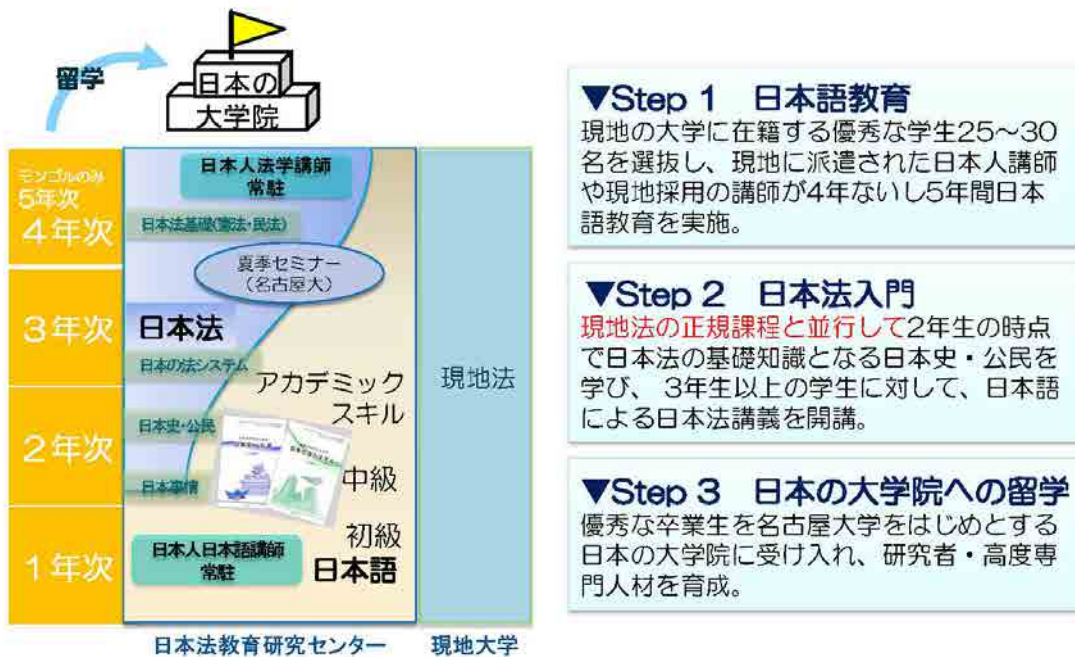 留学
日本の
大学院
モンゴルのみ
5年次
4年次
3年次
2年次
1年次
日本人法学講師
常駐
日本法基礎(憲法・民法)
夏季セミナー
(名古屋大)
日本法
日本の法システム
アカデミック
スキル
日本史・公民
中級
日本事情
初級
日本人日本語講師
常駐
日本語
現地法
日本法教育研究センター
現地大学
▼Step 1 日本語教育
現地の大学に在籍する優秀な学生25~30
名を選抜し、現地に派遣された日本人講師
や現地採用の講師が4年ないし5年間日本
語教育を実施。
▼Step 2 日本法入門
現地法の正規課程と並行して2年生の時点
で日本法の基礎知識となる日本史・公民を
学び、 3年生以上の学生に対して、日本語
による日本法講義を開講。
▼Step 3 日本の大学院への留学
優秀な卒業生を名古屋大学をはじめとする
日本の大学院に受け入れ、研究者・高度専
門人材を育成。